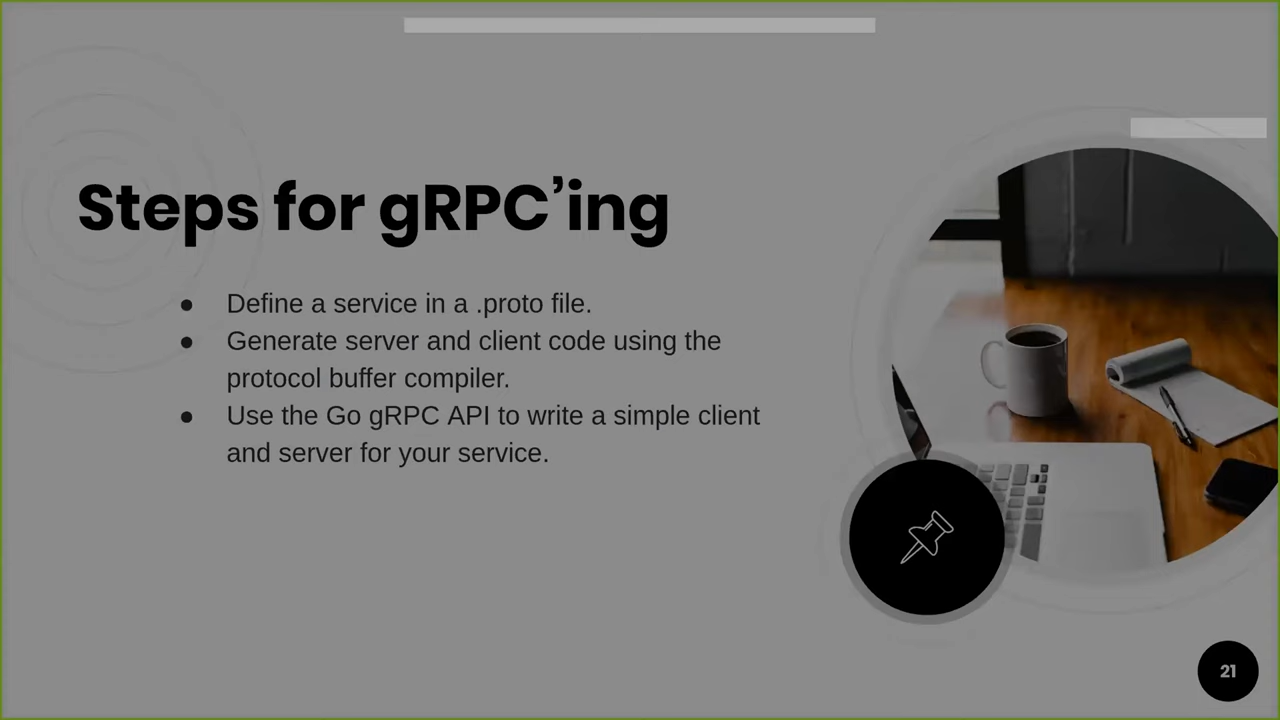 Steps for gRPC’ing
● Define a service in a .proto file.
● Generate server and client code using the
protocol buffer compiler.
● Use the Go gRPC API to write a simple client
and server for your service.
21